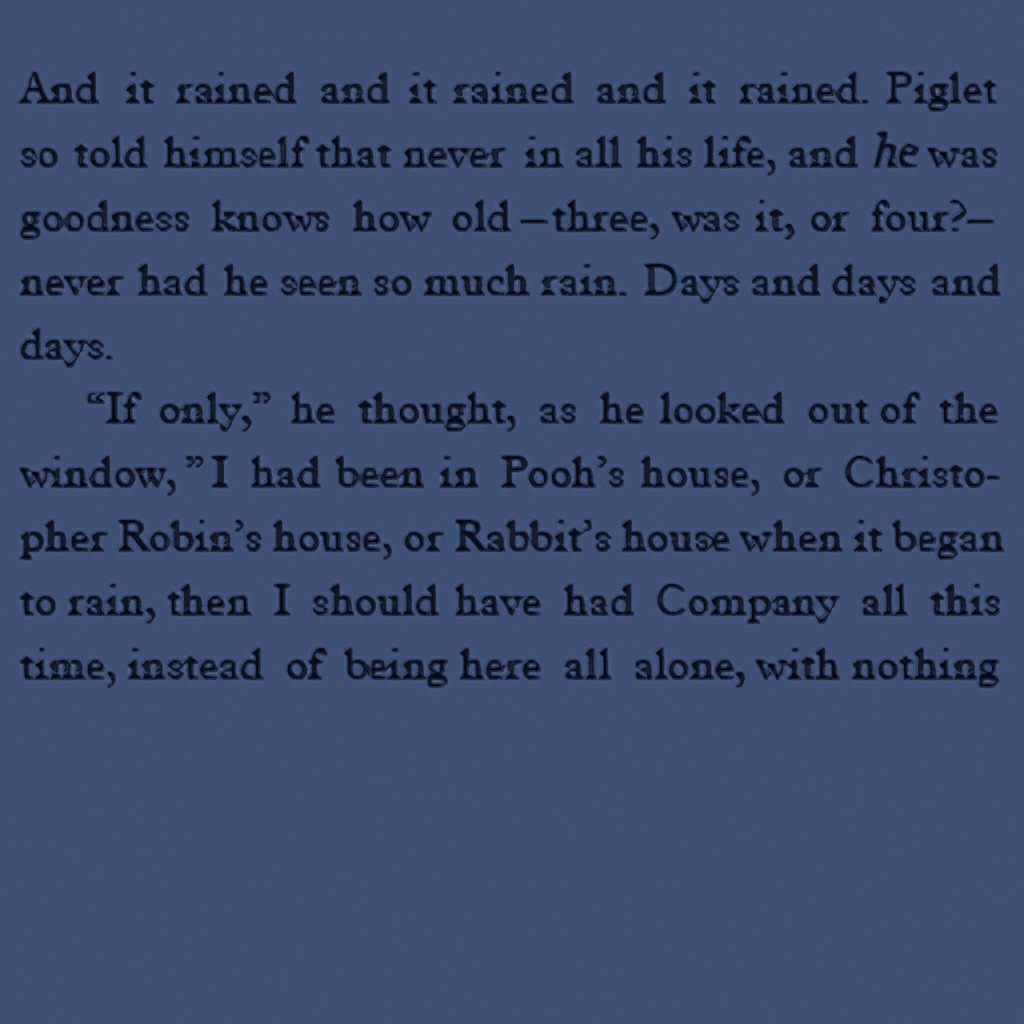 And it rained and it rained and it rained. Piglet
so told himself that never in all his life, and he was
goodness knows how old—three, was it, or four?—
never had he seen so much rain. Days and days and
days.
“If only,” he thought, as he looked out of the
window, ”I had been in Pooh’s house, or Christo-
pher Robin’s house, or Rabbit’s house when it began
to rain, then I should have had Company all this
time, instead of being here all alone, with nothing